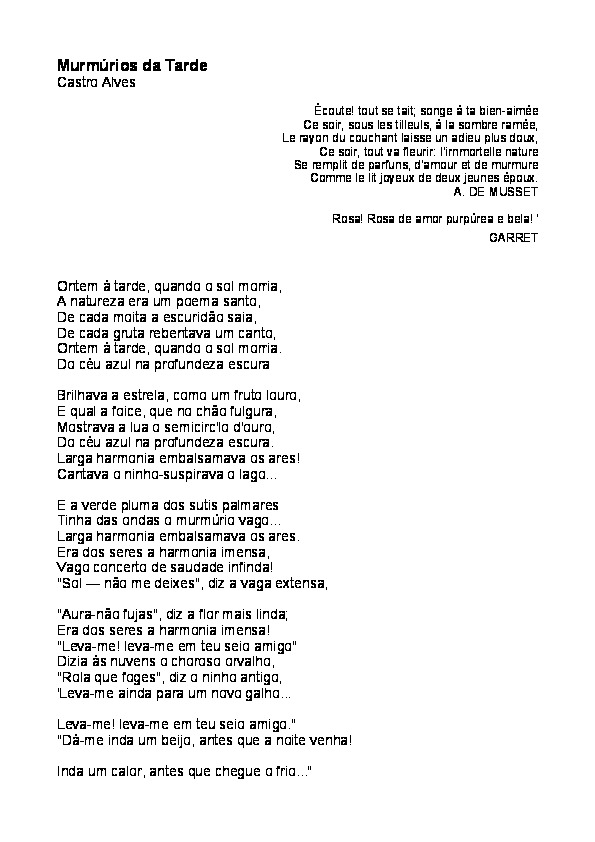 Murmúrios da Tarde
Castro Alves
Écoute! tout se tait; songe á ta bien-aimée
Ce soir, sous les tilleuls, á la sombre ramée,
Le rayon du couchant laisse un adieu plus doux,
Ce soir, tout va fleurir: I'irnmortelle nature
Se remplit de parfuns, d'amour et de murmure
Comme le lit joyeux de deux jeunes époux.
A. DE MUSSET
Rosa! Rosa de amor purpúrea e bela! '
GARRET
Ontem à tarde, quando o sol morria,
A natureza era um poema santo,
De cada moita a escuridão saia,
De cada gruta rebentava um canto,
Ontem à tarde, quando o sol morria.
Do céu azul na profundeza escura
Brilhava a estrela, como um fruto louro,
E qual a foice, que no chão fulgura,
Mostrava a lua o semicirc'lo d'ouro,
Do céu azul na profundeza escura.
Larga harmonia embalsamava os ares!
Cantava o ninho-suspirava o lago...
E a verde pluma dos sutis palmares
Tinha das ondas o murmúrio vago...
Larga harmonia embalsamava os ares.
Era dos seres a harmonia imensa,
Vago concerto de saudade infinda!
"Sol — não me deixes", diz a vaga extensa,
"Aura-não fujas", diz a flor mais linda;
Era dos seres a harmonia imensa!
"Leva-me! leva-me em teu seio amigo"
Dizia às nuvens o choroso orvalho,
"Rola que foges", diz o ninho antigo,
'Leva-me ainda para um novo galho...
Leva-me! leva-me em teu seio amigo."
"Dá-me inda um beijo, antes que a noite venha!
Inda um calor, antes que chegue o frio..."